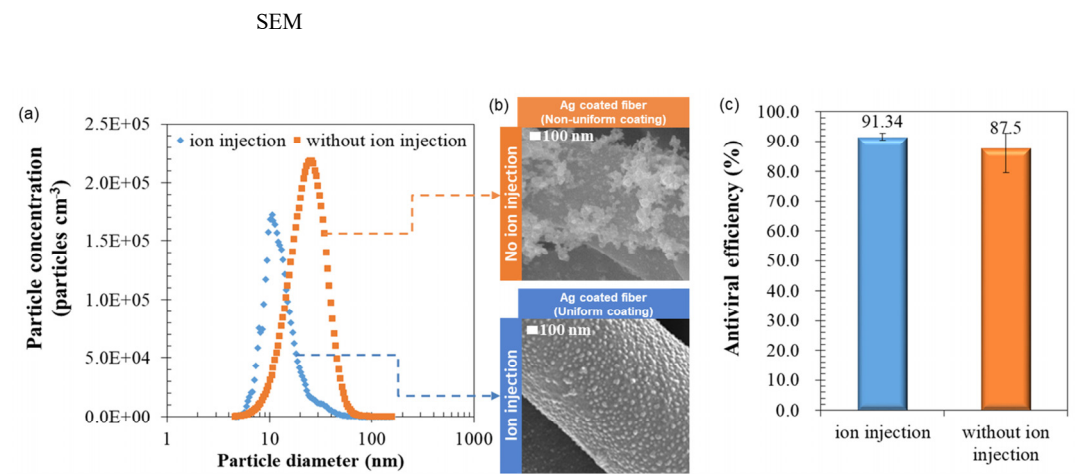 SEM
(a)
2.5E+05
2.0E+05
1.5E+05
1.0E+05
5.0E+04
0.0E+00
Particle concentration
(particles cm-3)
ion injection
without ion injection
1
10
100
1000
Particle diameter (nm)
(b)
Ag coated fiber
(Non-uniform coating)
No ion injection
100 nm
Ag coated fiber
(Uniform coating)
Ion injection
100 nm
(c)
100.0
90.0
80.0
70.0
60.0
50.0
40.0
30.0
20.0
10.0
0.0
Antiviral efficiency (%)
91.34
87.5
ion injection
without ion
injection